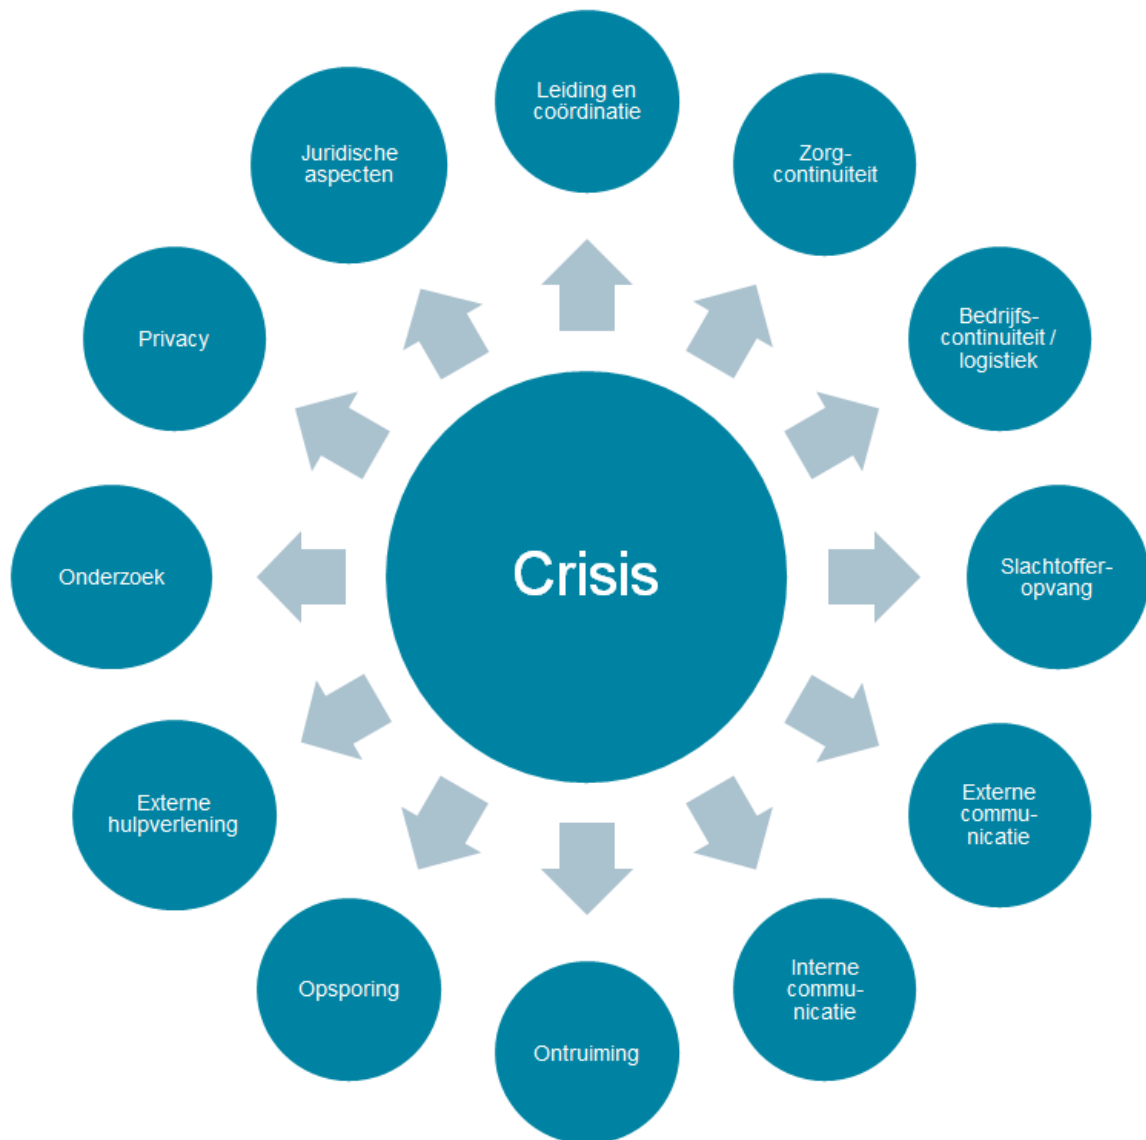 Leiding en
coördinatie
Zorg-
continuiteit
Bedrijfs-
continuiteit /
logistiek
Slachtoffer-
opvang
Externe
commu-
nicatie
Interne
commu-
nicatie
Ontruiming
Opsporing
Externe
hulpverlening
Onderzoek
Privacy
Juridische
aspecten
Crisis